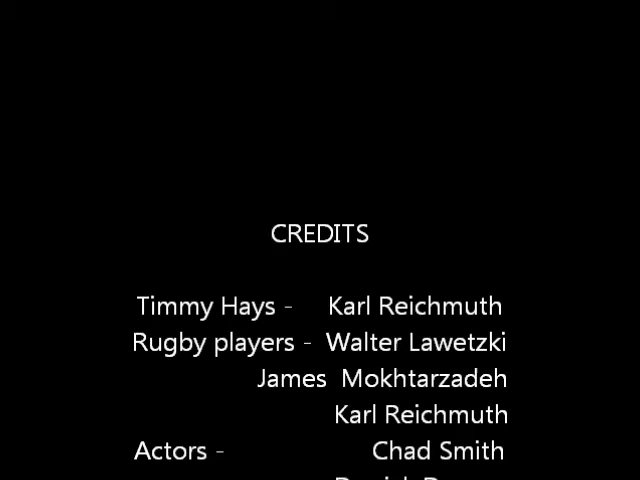 CREDITS
Timmy Hays - Karl Reichmuth
Rugby players - Walter Lawetzki
James Mokhtarzadeh
Karl Reichmuth
Actors - Chad Smith